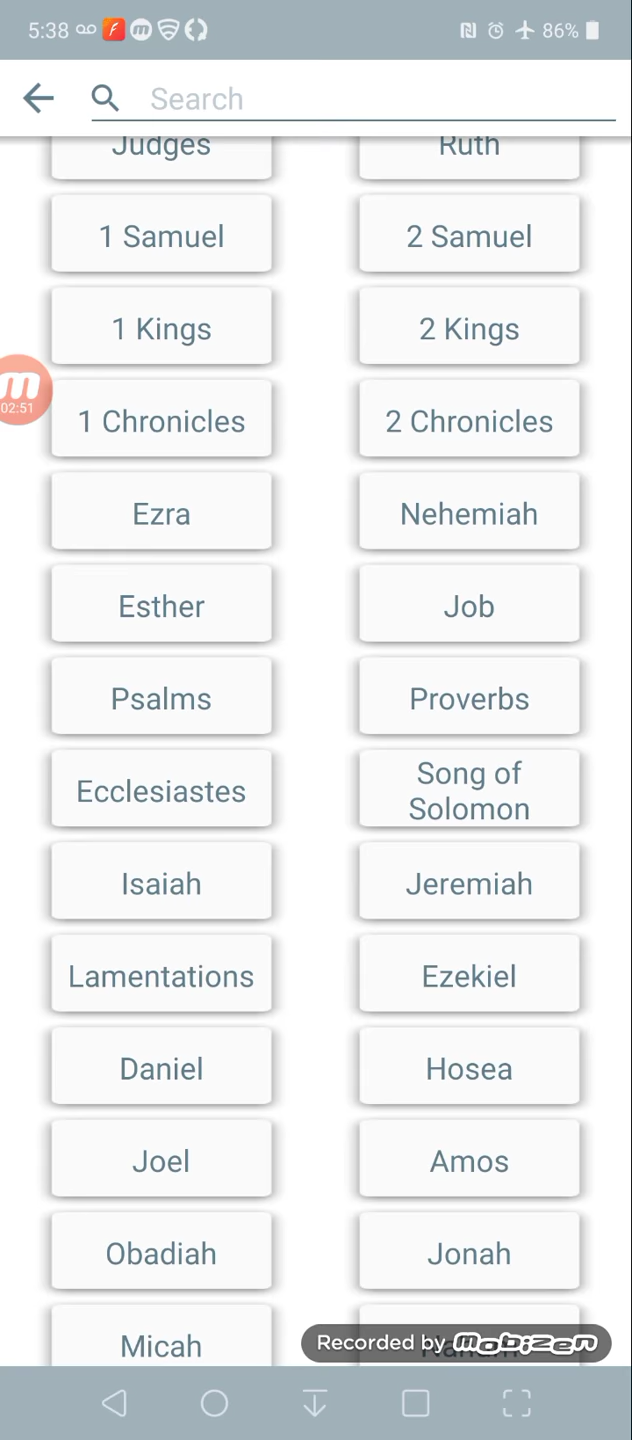 5:38
86%
Search
Judges
Ruth
1 Samuel
2 Samuel
1 Kings
2 Kings
02:51
1 Chronicles
2 Chronicles
Ezra
Nehemiah
Esther
Job
Psalms
Proverbs
Ecclesiastes
Song of
Solomon
Isaiah
Jeremiah
Lamentations
Ezekiel
Daniel
Hosea
Joel
Amos
Obadiah
Jonah
Micah
Nahum
Recorded by mobizen